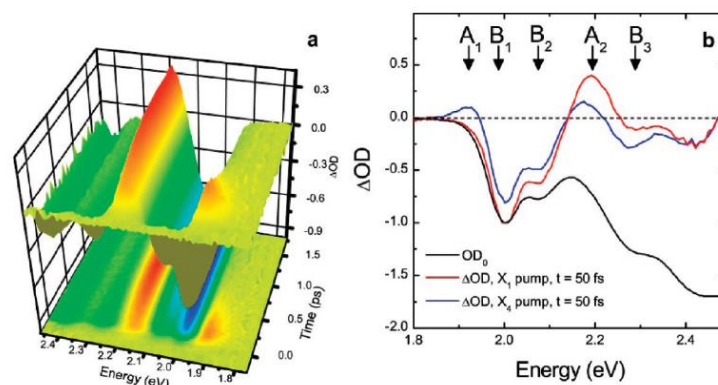 a
0.3
0.0
-0.3
-0.6
-0.9
ΔOD
1.5
1.0
0.5
0.0
Time (ps)
2.4 2.3 2.2 2.1 2.0 1.9 1.8
Energy (eV)
b
A₁ B₁ B₂ A₂ B₃
0.5
0.0
-0.5
-1.0
-1.5
-2.0
ΔOD
OD₀
ΔOD, X₁ pump, t = 50 fs
ΔOD, X₄ pump, t = 50 fs
1.8 2.0 2.2 2.4
Energy (eV)